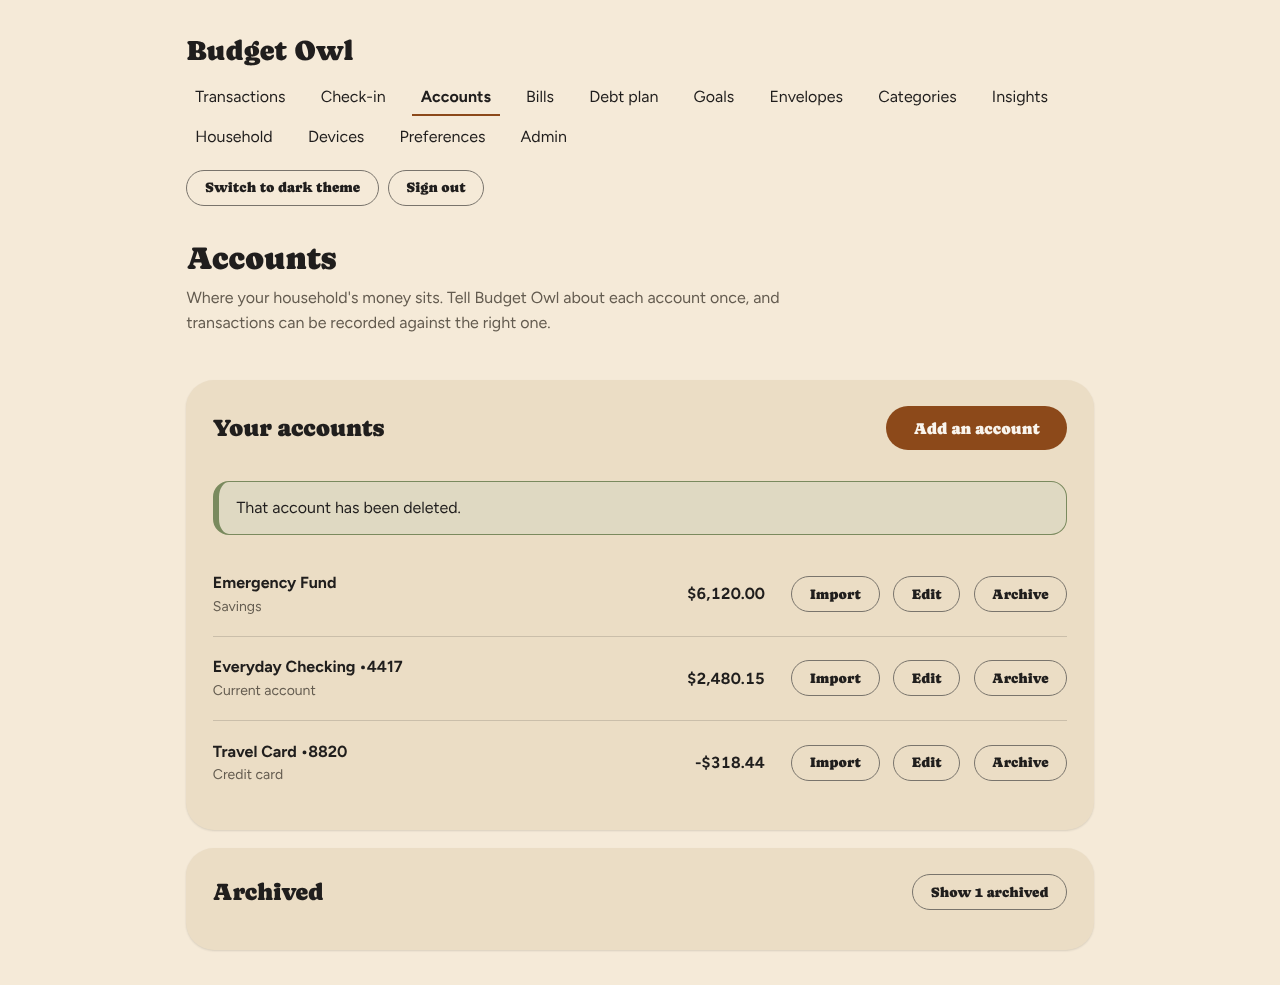 Budget Owl
Transactions Check-in Accounts Bills Debt plan Goals Envelopes Categories Insights
Household Devices Preferences Admin
Switch to dark theme Sign out
Accounts
Where your household's money sits. Tell Budget Owl about each account once, and
transactions can be recorded against the right one.
Your accounts Add an account
That account has been deleted.
Emergency Fund
Savings
$6,120.00 Import Edit Archive
Everyday Checking •4417
Current account
$2,480.15 Import Edit Archive
Travel Card •8820
Credit card
-$318.44 Import Edit Archive
Archived Show 1 archived